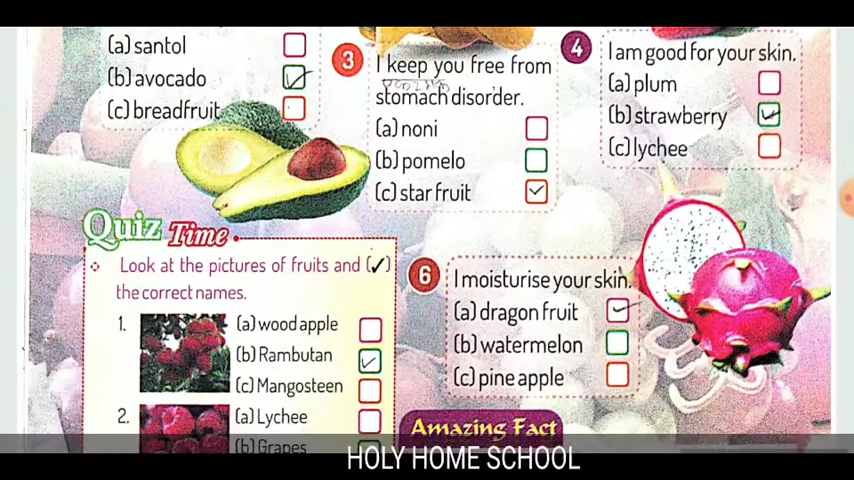 (a) santol
(b) avocado
(c) breadfruit
3
I keep you free from
stomach disorder.
(a) noni
(b) pomelo
(c) star fruit
4
I am good for your skin.
(a) plum
(b) strawberry
(c) lychee
Quiz Time
Look at the pictures of fruits and (✓)
the correct names.
1.
(a) wood apple
(b) Rambutan
(c) Mangosteen
2.
(a) Lychee
(b) Grapes
6
I moisturise your skin.
(a) dragon fruit
(b) watermelon
(c) pine apple
Amazing Fact
HOLY HOME SCHOOL